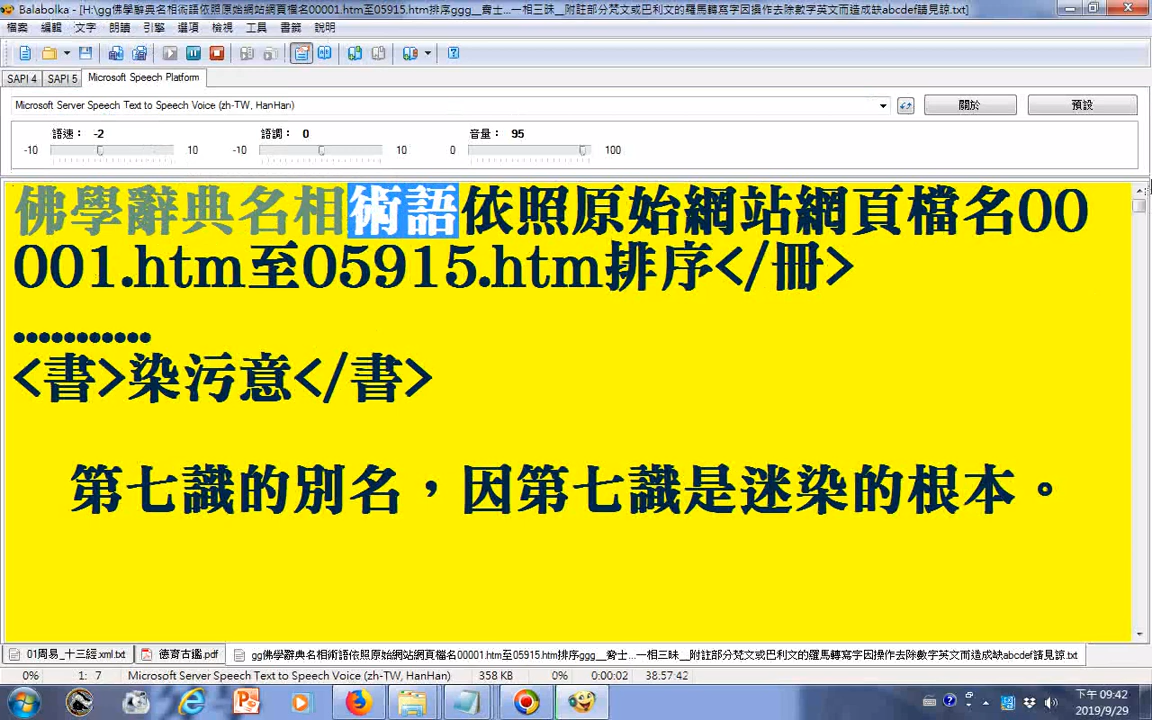 Balabolka - [H:\gg佛學辭典名相術語依照原始網站網頁檔名00001.htm至05915.htm排序ggg__齊士...一相三昧__附註部分梵文或巴利文的羅馬轉寫字因操作去除數字英文而造成缺abcdef請見諒.txt]
檔案 編輯 文字 朗讀 引擎 選項 檢視 工具 書籤 說明
SAPI 4 SAPI 5 Microsoft Speech Platform
Microsoft Server Speech Text to Speech Voice (zh-TW, HanHan) 關於 預設
語速： -2 語調： 0 音量： 95
-10 10 -10 10 0 100
佛學辭典名相術語依照原始網站網頁檔名00
001.htm至05915.htm排序</冊>
...........
<書>染污意</書>
第七識的別名，因第七識是迷染的根本。
01周易_十三經.xml.txt 德育古鑑.pdf gg佛學辭典名相術語依照原始網站網頁檔名00001.htm至05915.htm排序ggg__齊士...一相三昧__附註部分梵文或巴利文的羅馬轉寫字因操作去除數字英文而造成缺abcdef請見諒.txt
0% 1: 7 Microsoft Server Speech Text to Speech Voice (zh-TW, HanHan) 358 KB 0% 0:00:02 38:57:42
下午 09:42
2019/9/29